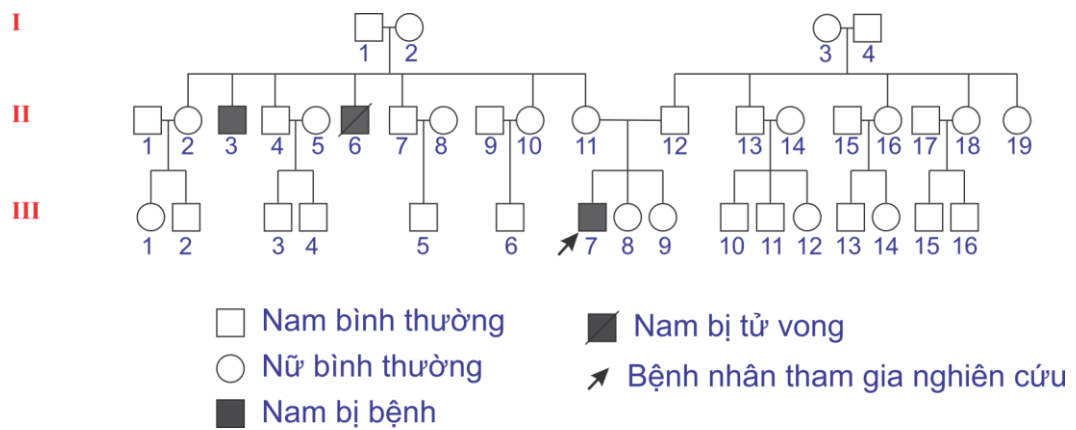 I
1 2 3 4
II
1 2 3 4 5 6 7 8 9 10 11 12 13 14 15 16 17 18 19
III
1 2 3 4 5 6 7 8 9 10 11 12 13 14 15 16
Nam bình thường
Nữ bình thường
Nam bị bệnh
Nam bị tử vong
Bệnh nhân tham gia nghiên cứu